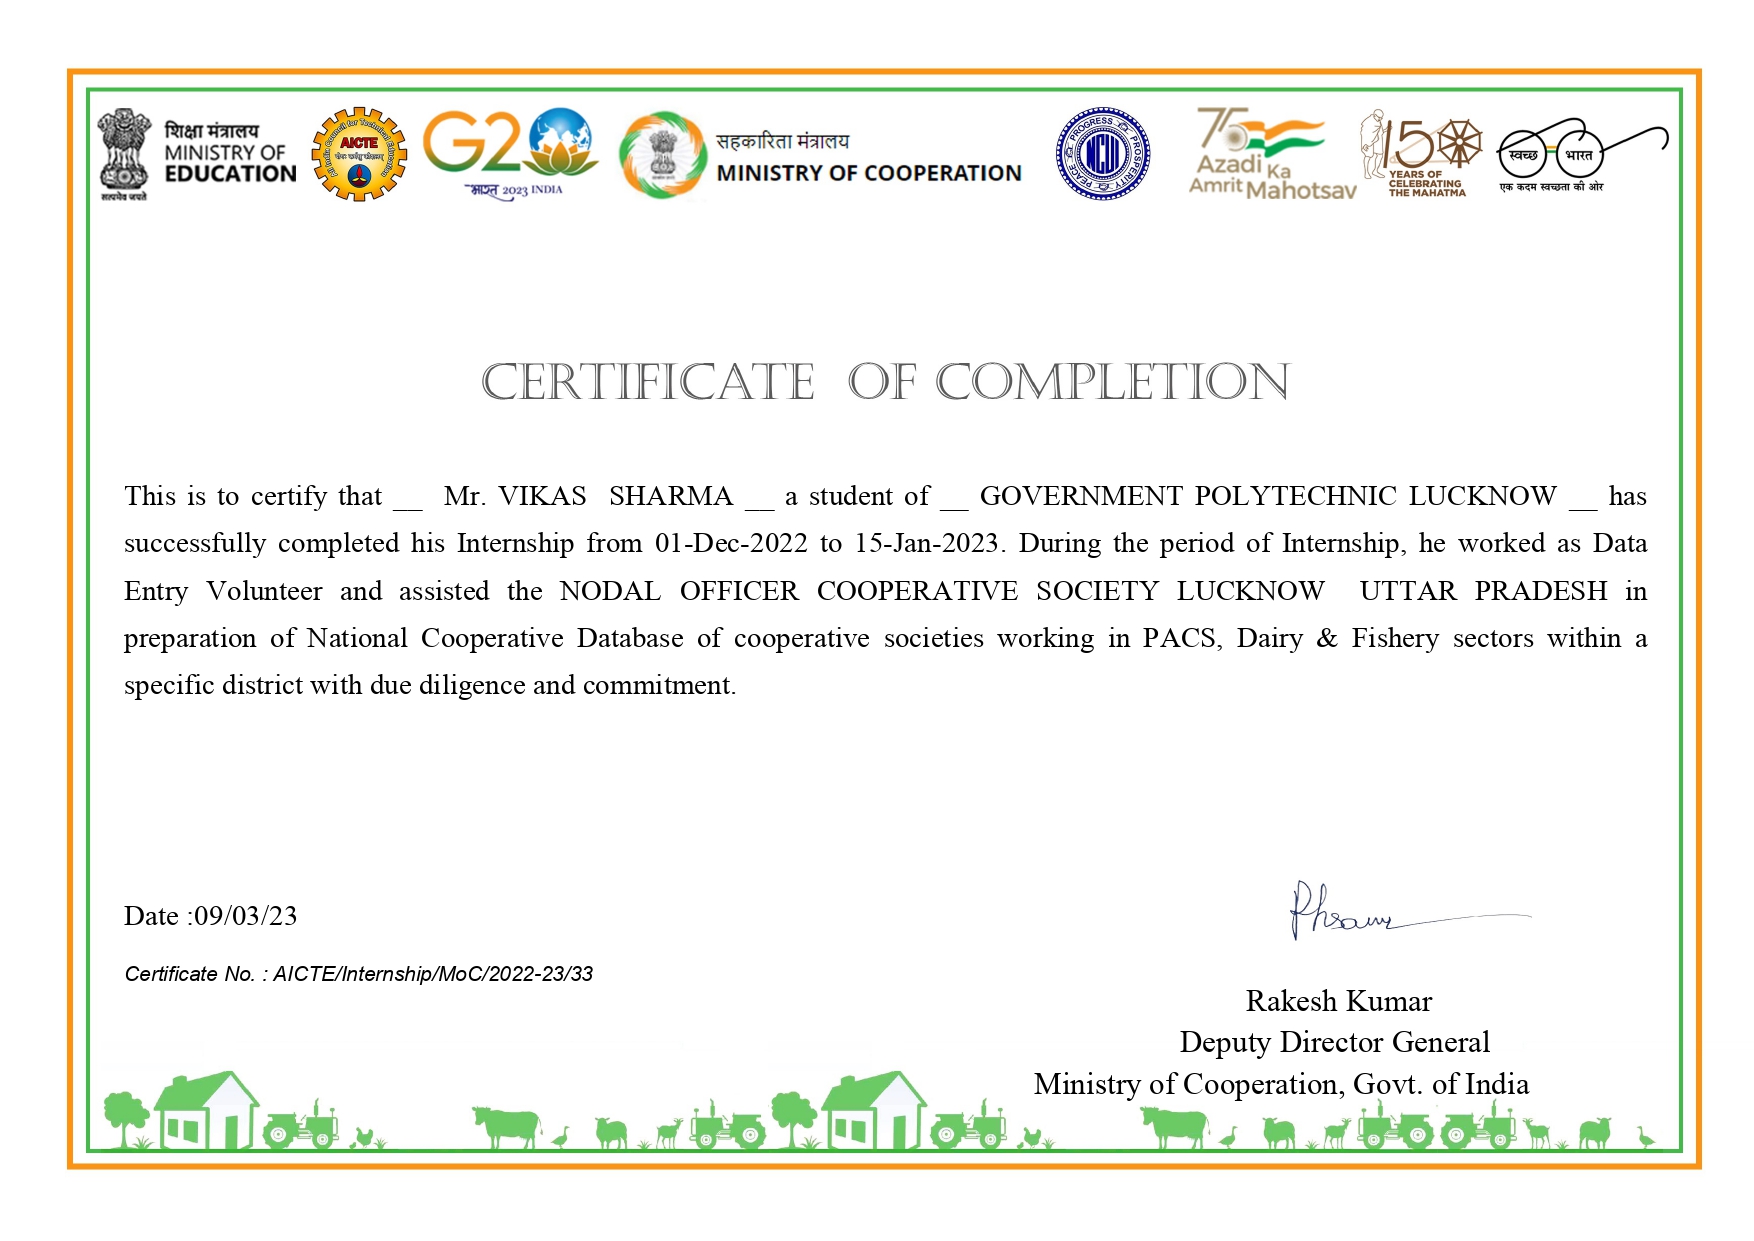 शिक्षा मंत्रालय
MINISTRY OF
EDUCATION
सत्यमेव जयते
All India Council for Technical Education
AICTE
G20
भारत 2023 INDIA
सहकारिता मंत्रालय
MINISTRY OF COOPERATION
PEACE PROGRESS PROSPERITY
NCUI
75
Azadi Ka
Amrit Mahotsav
150
YEARS OF
CELEBRATING
THE MAHATMA
स्वच्छ भारत
एक कदम स्वच्छता की ओर
CERTIFICATE OF COMPLETION
This is to certify that __ Mr. VIKAS SHARMA __ a student of __ GOVERNMENT POLYTECHNIC LUCKNOW __ has
successfully completed his Internship from 01-Dec-2022 to 15-Jan-2023. During the period of Internship, he worked as Data
Entry Volunteer and assisted the NODAL OFFICER COOPERATIVE SOCIETY LUCKNOW UTTAR PRADESH in
preparation of National Cooperative Database of cooperative societies working in PACS, Dairy & Fishery sectors within a
specific district with due diligence and commitment.
Date :09/03/23
Certificate No. : AICTE/Internship/MoC/2022-23/33
Rakesh Kumar
Deputy Director General
Ministry of Cooperation, Govt. of India